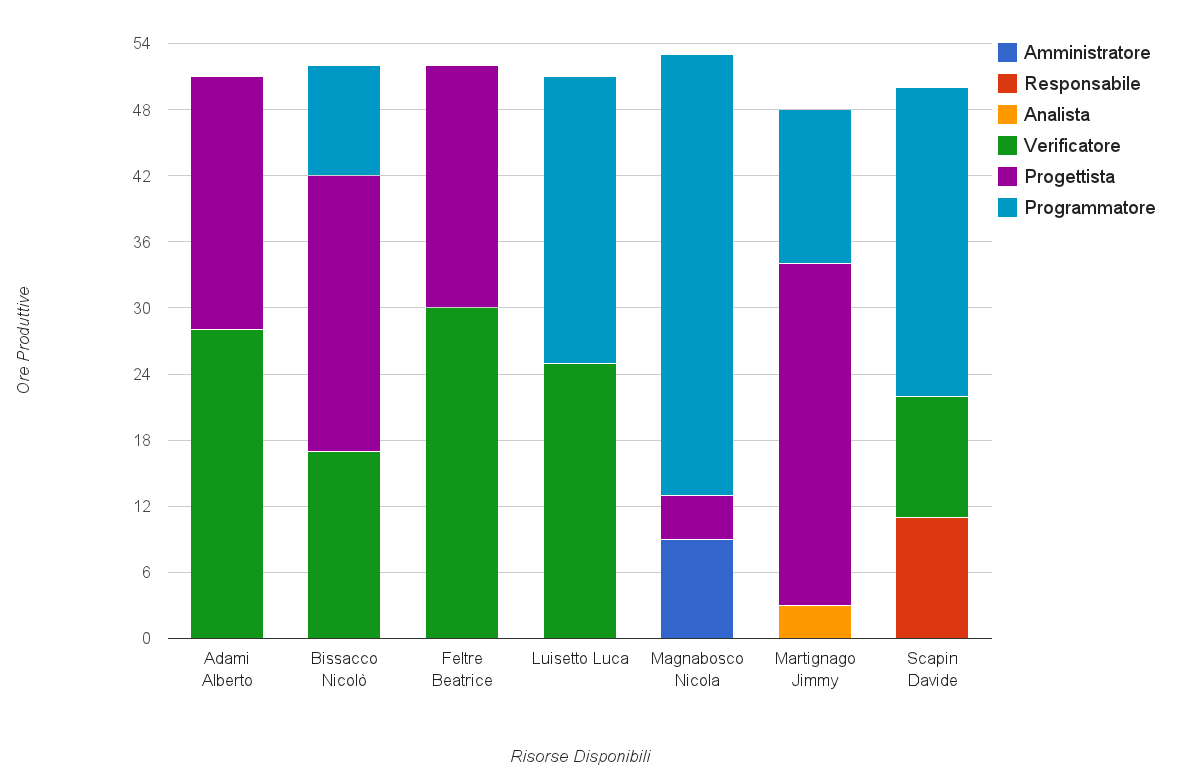 54
48
42
36
30
24
18
12
6
0
Ore Produttive
Adami
Alberto
Bissacco
Nicolò
Feltre
Beatrice
Luisetto Luca
Magnabosco
Nicola
Martignago
Jimmy
Scapin
Davide
Risorse Disponibili
Amministratore
Responsabile
Analista
Verificatore
Progettista
Programmatore